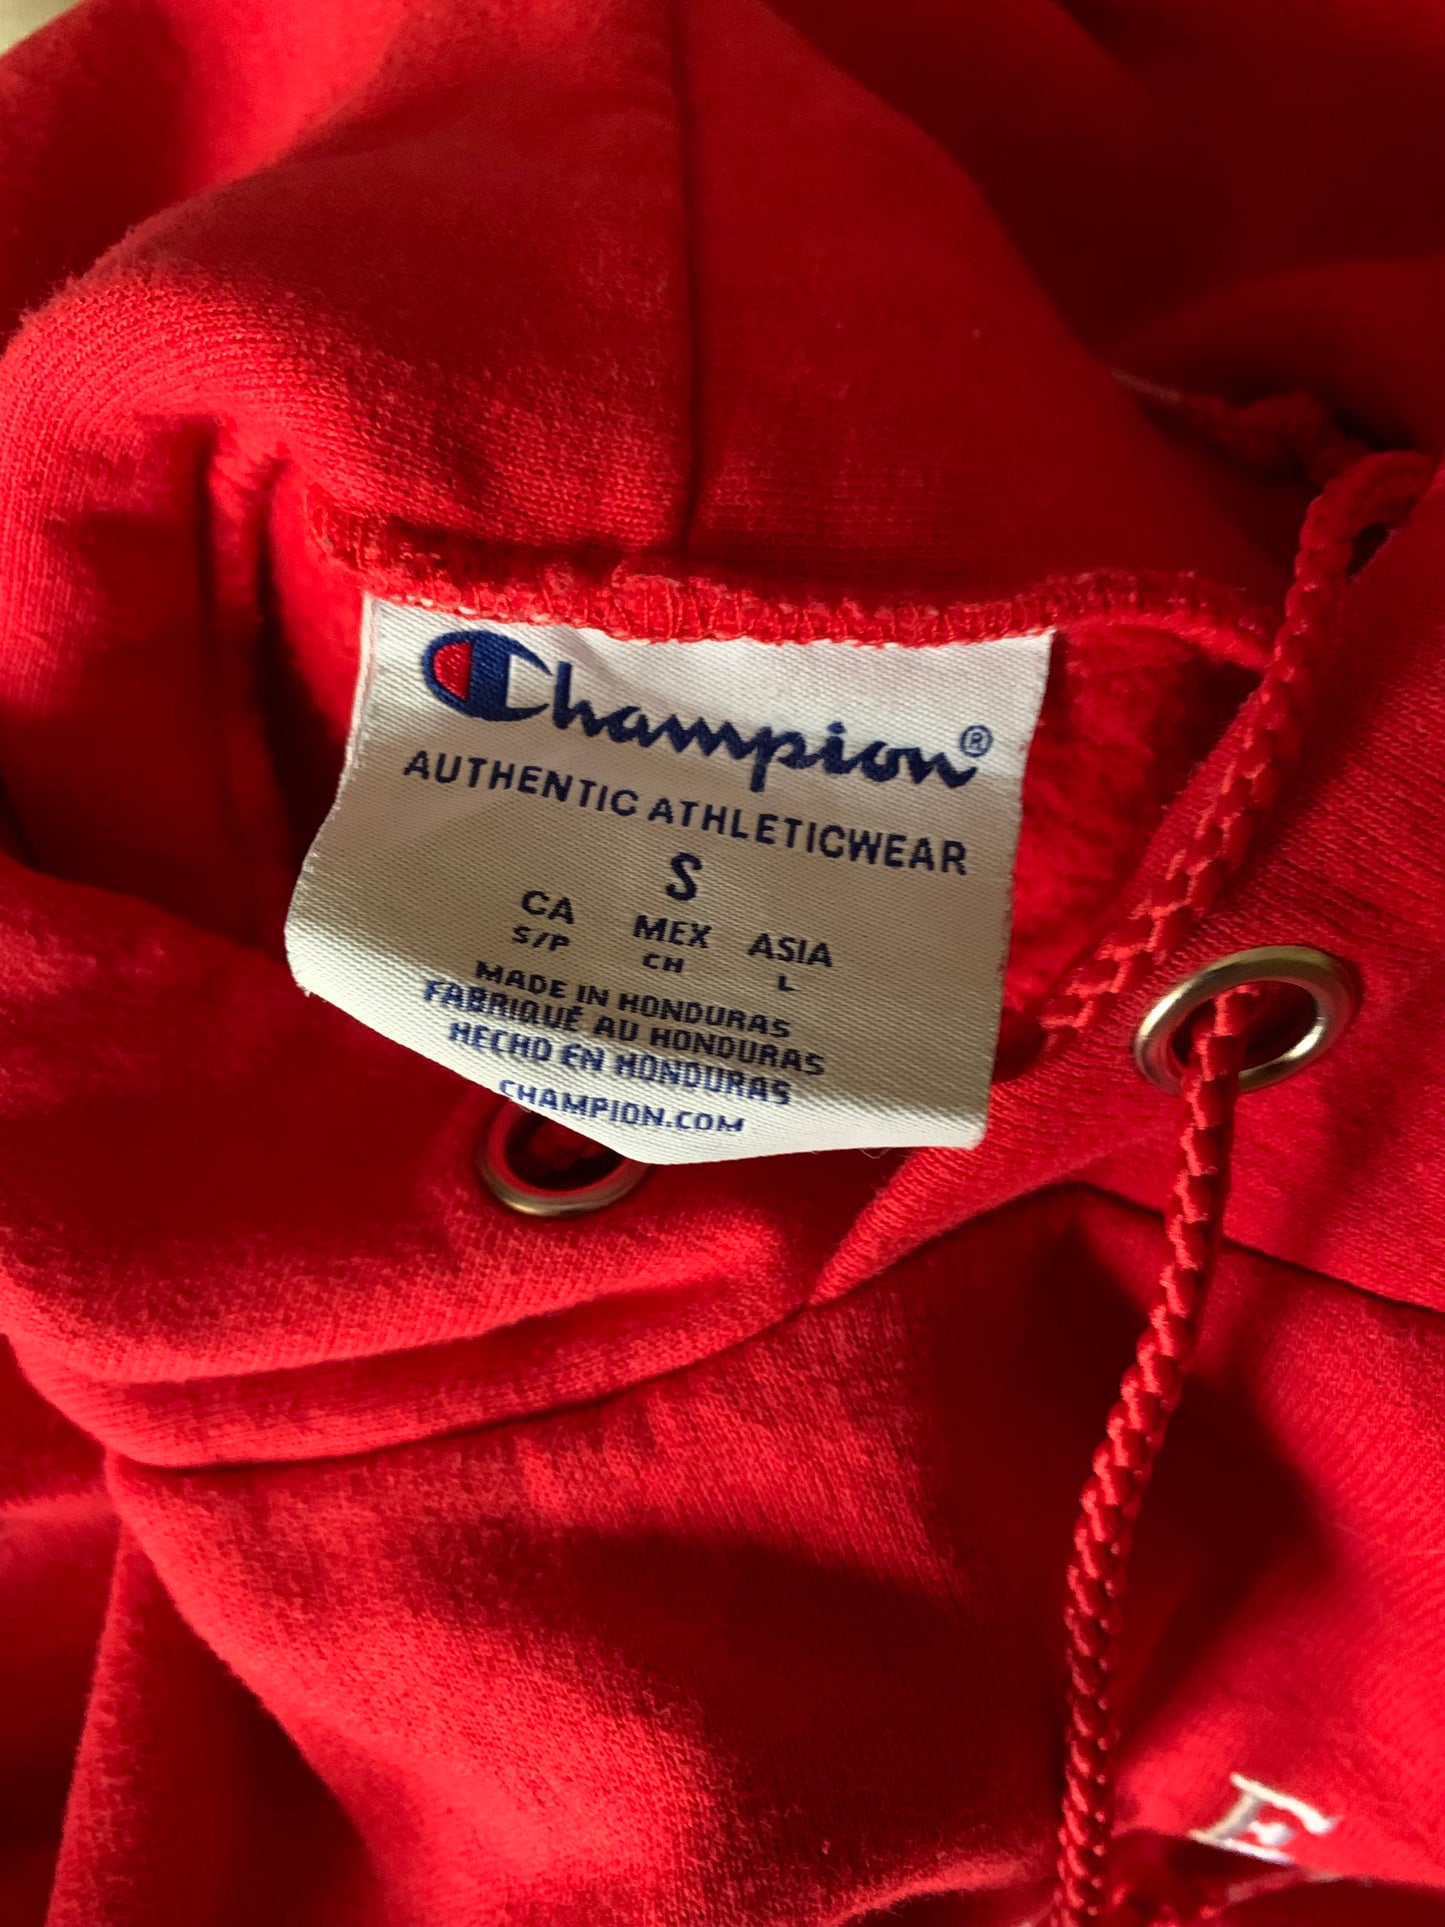 Champion®
AUTHENTIC ATHLETICWEAR
S
CA MEX ASIA
S/P CH L
MADE IN HONDURAS
FABRIQUÉ AU HONDURAS
HECHO EN HONDURAS
CHAMPION.COM
E